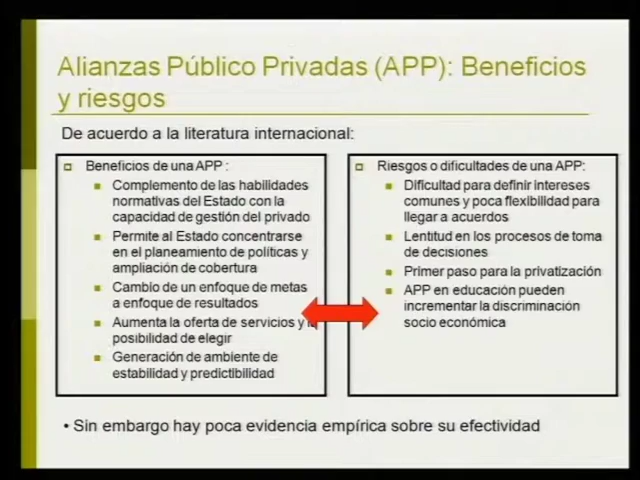 Alianzas Público Privadas (APP): Beneficios
y riesgos
De acuerdo a la literatura internacional:
Beneficios de una APP :
Complemento de las habilidades
normativas del Estado con la
capacidad de gestión del privado
Permite al Estado concentrarse
en el planeamiento de políticas y
ampliación de cobertura
Cambio de un enfoque de metas
a enfoque de resultados
Aumenta la oferta de servicios y
posibilidad de elegir
Generación de ambiente de
estabilidad y predictibilidad
Riesgos o dificultades de una APP:
Dificultad para definir intereses
comunes y poca flexibilidad para
llegar a acuerdos
Lentitud en los procesos de toma
de decisiones
Primer paso para la privatización
APP en educación pueden
incrementar la discriminación
socio económica
• Sin embargo hay poca evidencia empírica sobre su efectividad